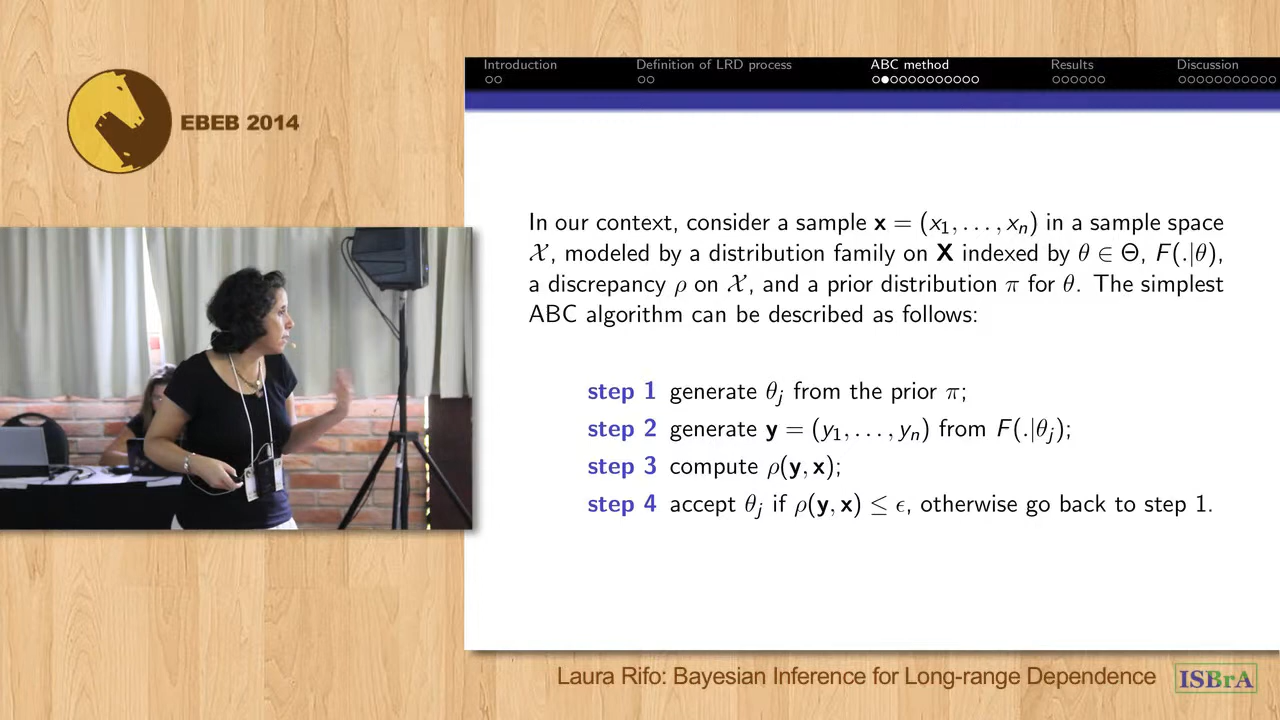 Introduction
Definition of LRD process
ABC method
Results
Discussion
EBEB 2014
In our context, consider a sample x = (x₁, . . . , xₙ) in a sample space
𝒳, modeled by a distribution family on X indexed by θ ∈ Θ, F(.|θ),
a discrepancy ρ on 𝒳, and a prior distribution π for θ. The simplest
ABC algorithm can be described as follows:
step 1 generate θⱼ from the prior π;
step 2 generate y = (y₁, . . . , yₙ) from F(.|θⱼ);
step 3 compute ρ(y, x);
step 4 accept θⱼ if ρ(y, x) ≤ ϵ, otherwise go back to step 1.
Laura Rifo: Bayesian Inference for Long-range Dependence
ISBrA